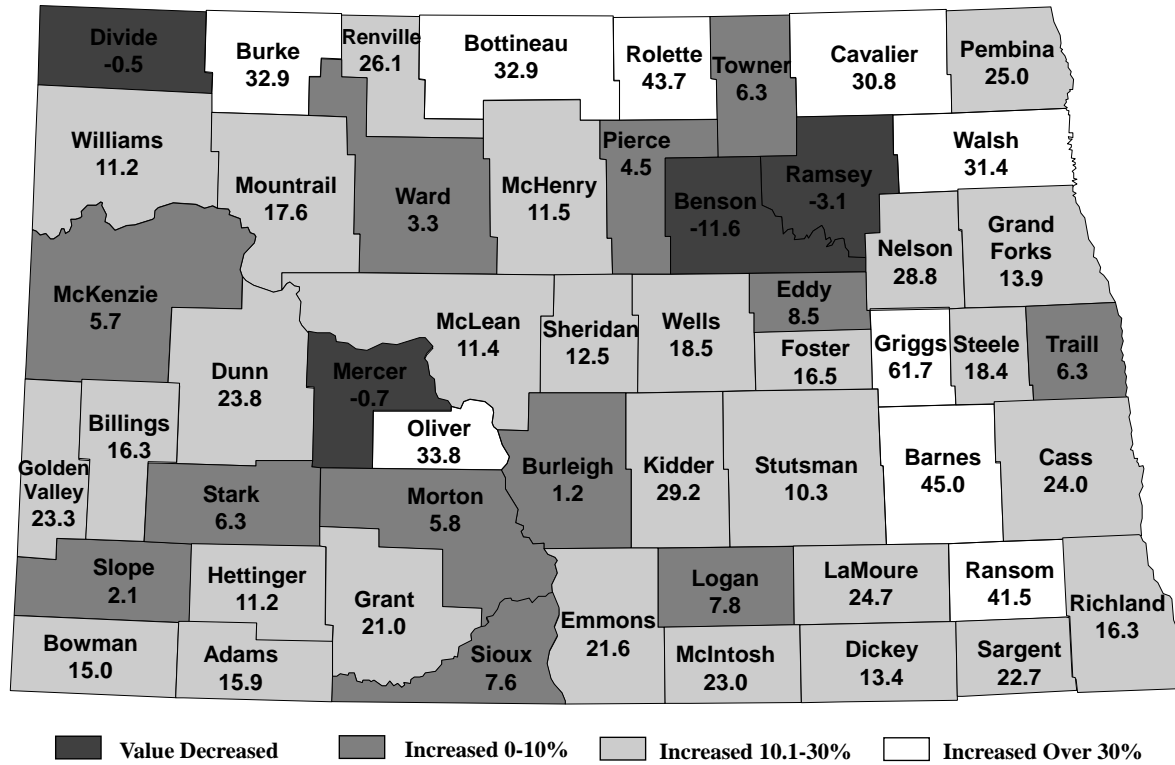 Divide
-0.5
Burke
32.9
Renville
26.1
Bottineau
32.9
Rolette
43.7
Towner
6.3
Cavalier
30.8
Pembina
25.0
Williams
11.2
Mountrail
17.6
Ward
3.3
McHenry
11.5
Pierce
4.5
Benson
-11.6
Ramsey
-3.1
Walsh
31.4
Nelson
28.8
Grand
Forks
13.9
McKenzie
5.7
Dunn
23.8
Mercer
-0.7
McLean
11.4
Sheridan
12.5
Wells
18.5
Eddy
8.5
Foster
16.5
Griggs
61.7
Steele
18.4
Traill
6.3
Golden
Valley
23.3
Billings
16.3
Oliver
33.8
Burleigh
1.2
Kidder
29.2
Stutsman
10.3
Barnes
45.0
Cass
24.0
Stark
6.3
Morton
5.8
Slope
2.1
Hettinger
11.2
Grant
21.0
Emmons
21.6
Logan
7.8
LaMoure
24.7
Ransom
41.5
Richland
16.3
Bowman
15.0
Adams
15.9
Sioux
7.6
McIntosh
23.0
Dickey
13.4
Sargent
22.7
Value Decreased
Increased 0-10%
Increased 10.1-30%
Increased Over 30%